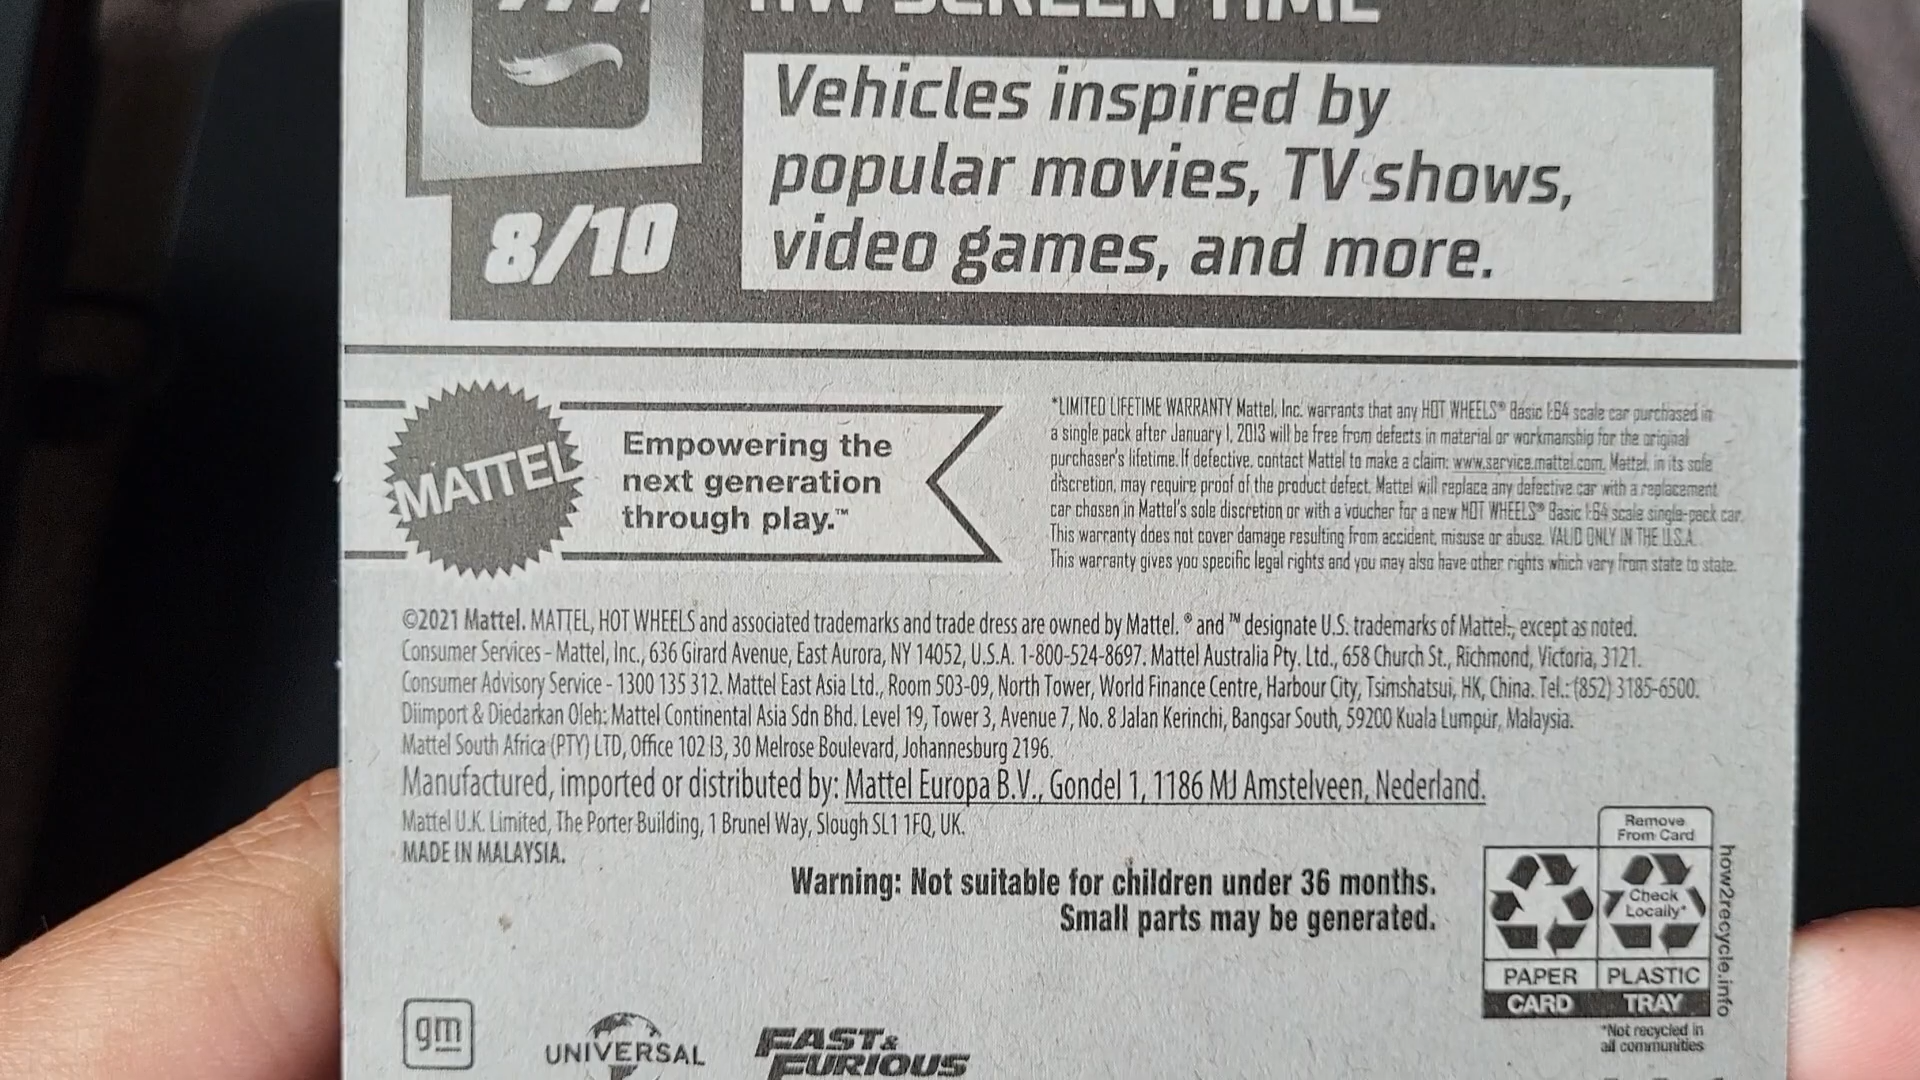 HW SCREEN TIME
Vehicles inspired by
popular movies, TV shows,
video games, and more.
8/10
MATTEL
Empowering the
next generation
through play.™
*LIMITED LIFETIME WARRANTY Mattel, Inc. warrants that any HOT WHEELS® Basic 1:64 scale car purchased in
a single pack after January 1, 2013 will be free from defects in material or workmanship for the original
purchaser's lifetime. If defective, contact Mattel to make a claim: www.service.mattel.com. Mattel, in its sole
discretion, may require proof of the product defect. Mattel will replace any defective car with a replacement
car chosen in Mattel's sole discretion or with a voucher for a new HOT WHEELS® Basic 1:64 scale single-pack car.
This warranty does not cover damage resulting from accident, misuse or abuse. VALID ONLY IN THE U.S.A.
This warranty gives you specific legal rights and you may also have other rights which vary from state to state.
©2021 Mattel. MATTEL, HOT WHEELS and associated trademarks and trade dress are owned by Mattel. ® and ™ designate U.S. trademarks of Mattel, except as noted.
Consumer Services - Mattel, Inc., 636 Girard Avenue, East Aurora, NY 14052, U.S.A. 1-800-524-8697. Mattel Australia Pty. Ltd., 658 Church St., Richmond, Victoria, 3121.
Consumer Advisory Service - 1300 135 312. Mattel East Asia Ltd., Room 503-09, North Tower, World Finance Centre, Harbour City, Tsimshatsui, HK, China. Tel.: (852) 3185-6500.
Diimport & Diedarkan Oleh: Mattel Continental Asia Sdn Bhd. Level 19, Tower 3, Avenue 7, No. 8 Jalan Kerinchi, Bangsar South, 59200 Kuala Lumpur, Malaysia.
Mattel South Africa (PTY) LTD, Office 102 I3, 30 Melrose Boulevard, Johannesburg 2196.
Manufactured, imported or distributed by: Mattel Europa B.V., Gondel 1, 1186 MJ Amstelveen, Nederland.
Mattel U.K. Limited, The Porter Building, 1 Brunel Way, Slough SL1 1FQ, UK.
MADE IN MALAYSIA.
Warning: Not suitable for children under 36 months.
Small parts may be generated.
Remove
From Card
Check
Locally*
PAPER
CARD
PLASTIC
TRAY
*Not recycled in
all communities
how2recycle.info
gm
UNIVERSAL
FAST &
FURIOUS